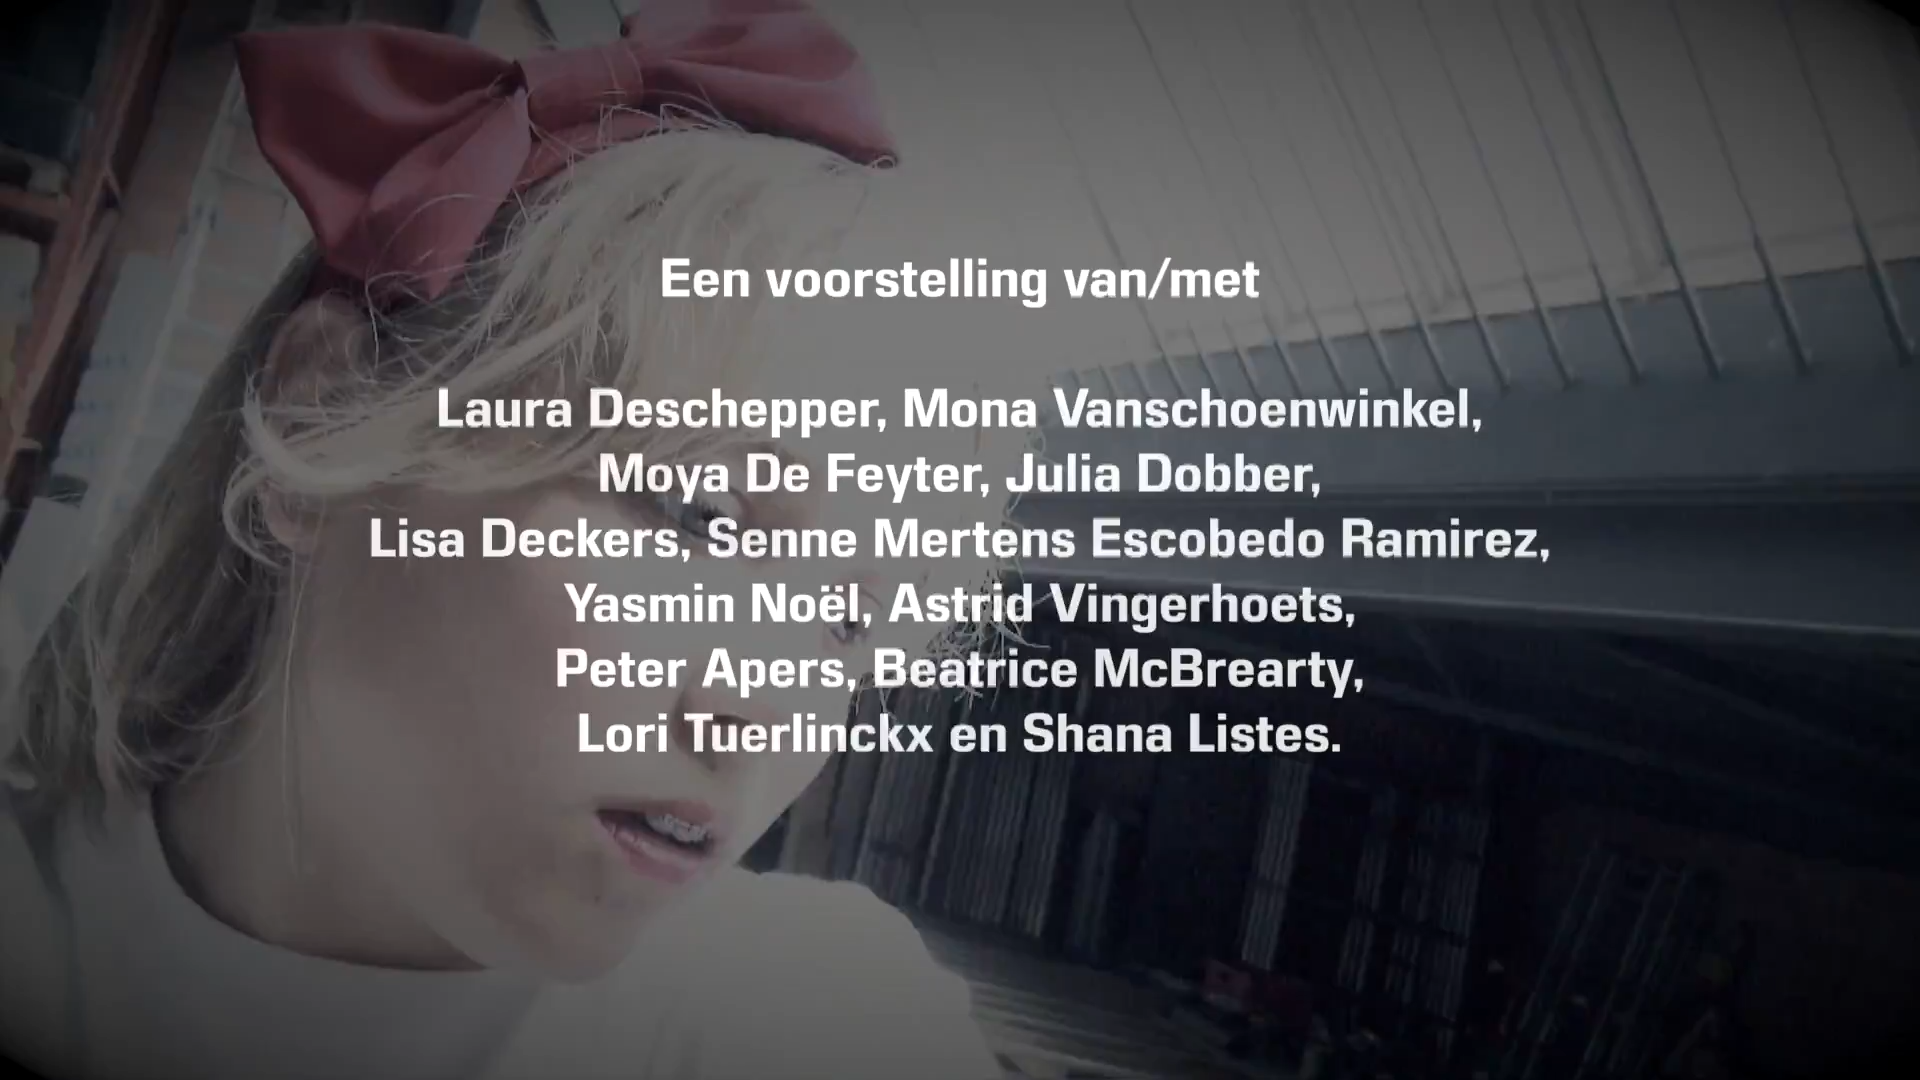 Een voorstelling van/met
Laura Deschepper, Mona Vanschoenwinkel,
Moya De Feyter, Julia Dobber,
Lisa Deckers, Senne Mertens Escobedo Ramirez,
Yasmin Noël, Astrid Vingerhoets,
Peter Apers, Beatrice McBrearty,
Lori Tuerlinckx en Shana Listes.